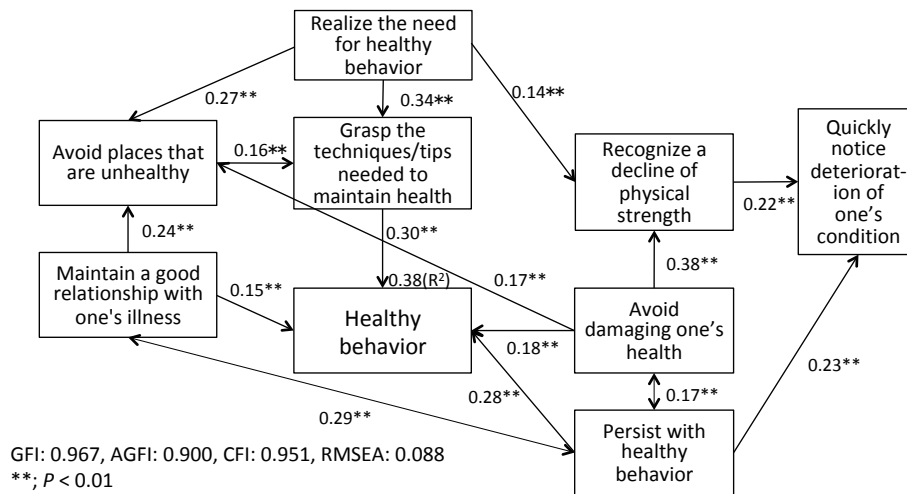 Realize the need
for healthy
behavior
0.27**
0.34**
0.14**
Avoid places that
are unhealthy
0.16**
Grasp the
techniques/tips
needed to
maintain health
Recognize a
decline of
physical
strength
Quickly
notice
deteriorat-
ion of
one’s
condition
0.22**
0.24**
0.30**
0.17**
0.38**
Maintain a good
relationship with
one's illness
0.15**
0.38(R²)
Healthy
behavior
Avoid
damaging one’s
health
0.18**
0.23**
0.28**
0.17**
0.29**
Persist with
healthy
behavior
GFI: 0.967, AGFI: 0.900, CFI: 0.951, RMSEA: 0.088
**; P < 0.01